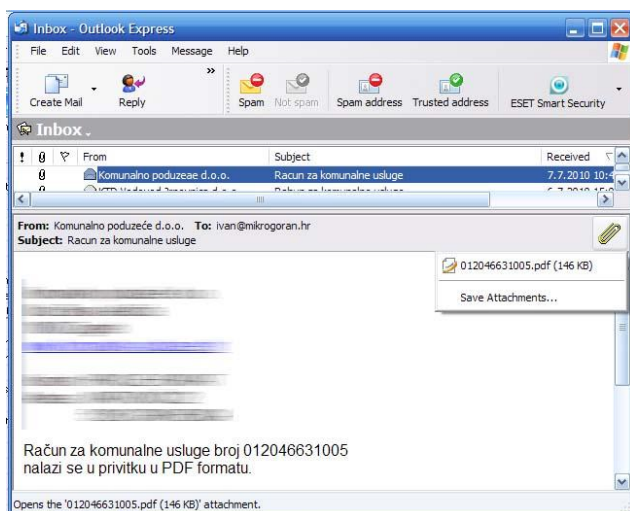 Inbox - Outlook Express
File Edit View Tools Message Help
»
Create Mail Reply Spam Not spam Spam address Trusted address ESET Smart Security
Inbox
! From Subject Received
Komunalno poduzeae d.o.o. Racun za komunalne usluge 7.7.2010
From: Komunalno poduzeće d.o.o. To: ivan@mikrogoran.hr
Subject: Racun za komunalne usluge
012046631005.pdf (146 KB)
Save Attachments...
Račun za komunalne usluge broj 012046631005
nalazi se u privitku u PDF formatu.
Opens the '012046631005.pdf (146 KB)' attachment.